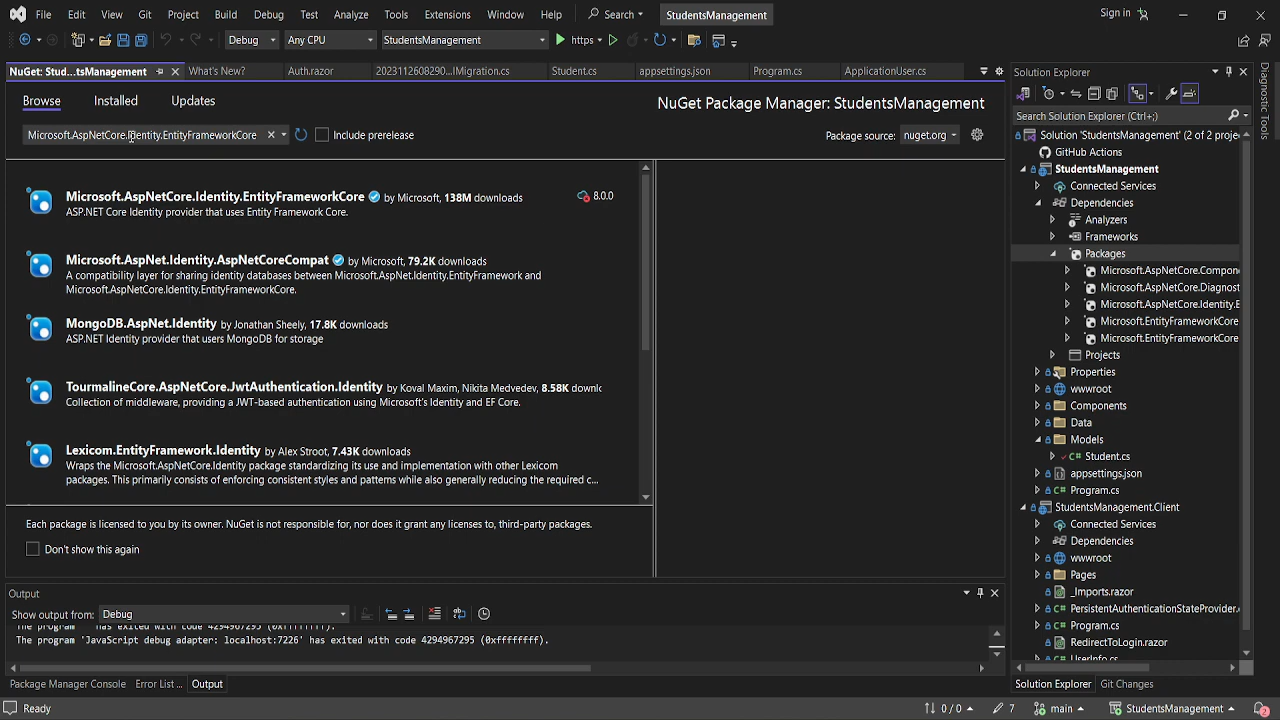 File Edit View Git Project Build Debug Test Analyze Tools Extensions Window Help Search StudentsManagement Sign in
Debug Any CPU StudentsManagement https
NuGet: Stud...tsManagement What's New? Auth.razor 2023112608290...IMigration.cs Student.cs appsettings.json Program.cs ApplicationUser.cs
Browse Installed Updates NuGet Package Manager: StudentsManagement
Microsoft.AspNetCore.Identity.EntityFrameworkCore Include prerelease Package source: nuget.org
Microsoft.AspNetCore.Identity.EntityFrameworkCore by Microsoft, 138M downloads 8.0.0
ASP.NET Core Identity provider that uses Entity Framework Core.
Microsoft.AspNet.Identity.AspNetCoreCompat by Microsoft, 79.2K downloads
A compatibility layer for sharing identity databases between Microsoft.AspNet.Identity.EntityFramework and
Microsoft.AspNetCore.Identity.EntityFrameworkCore.
MongoDB.AspNet.Identity by Jonathan Sheely, 17.8K downloads
ASP.NET Identity provider that uses MongoDB for storage
TourmalineCore.AspNetCore.JwtAuthentication.Identity by Koval Maxim, Nikita Medvedev, 8.58K downlo
Collection of middleware, providing a JWT-based authentication using Microsoft's Identity and EF Core.
Lexicom.EntityFramework.Identity by Alex Stroot, 7.43K downloads
Wraps the Microsoft.AspNetCore.Identity package standardizing its use and implementation with other Lexicom
packages. This primarily consists of enforcing consistent styles and patterns while also generally reducing the required c...
Each package is licensed to you by its owner. NuGet is not responsible for, nor does it grant any licenses to, third-party packages.
Don't show this again
Output
Show output from: Debug
The program '' has exited with code 4294967295 (0xffffffff).
The program 'JavaScript debug adapter: localhost:7226' has exited with code 4294967295 (0xffffffff).
Package Manager Console Error List ... Output
Solution Explorer
Search Solution Explorer (Ctrl+;)
Solution 'StudentsManagement' (2 of 2 proje
GitHub Actions
StudentsManagement
Connected Services
Dependencies
Analyzers
Frameworks
Packages
Microsoft.AspNetCore.Compon
Microsoft.AspNetCore.Diagnost
Microsoft.AspNetCore.Identity.E
Microsoft.EntityFrameworkCore
Microsoft.EntityFrameworkCore
Projects
Properties
wwwroot
Components
Data
Models
Student.cs
appsettings.json
Program.cs
StudentsManagement.Client
Connected Services
Dependencies
wwwroot
Pages
_Imports.razor
PersistentAuthenticationStateProvider.c
Program.cs
RedirectToLogin.razor
UserInfo.cs
Solution Explorer Git Changes
Diagnostic Tools
Ready 0 / 0 7 main StudentsManagement 2